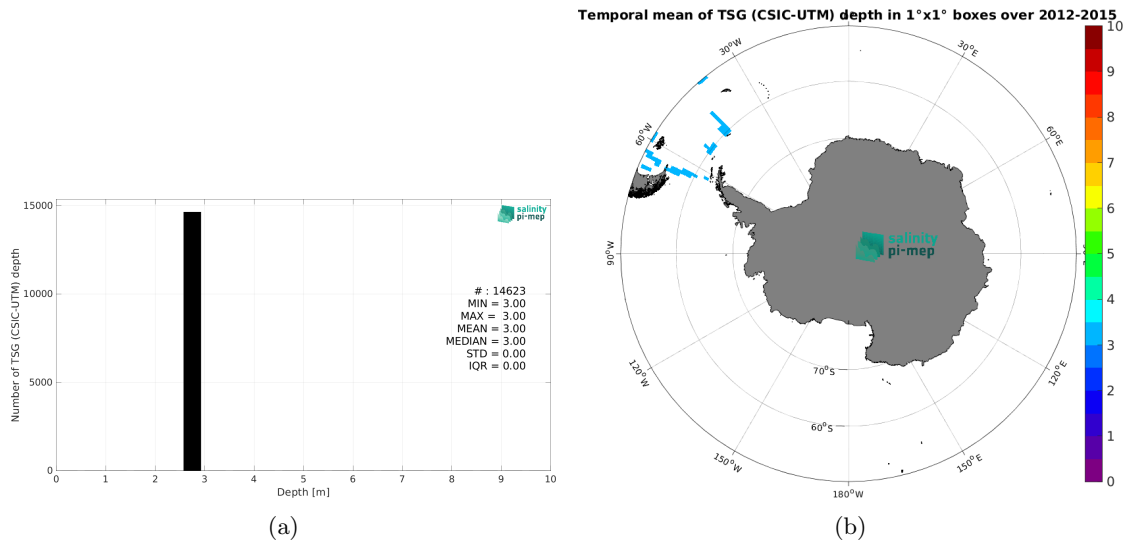 Temporal mean of TSG (CSIC-UTM) depth in 1°x1° boxes over 2012-2015
Number of TSG (CSIC-UTM) depth
15000
10000
5000
0
salinity
pi-mep
# : 14623
MIN = 3.00
MAX = 3.00
MEAN = 3.00
MEDIAN = 3.00
STD = 0.00
IQR = 0.00
0 1 2 3 4 5 6 7 8 9 10
Depth [m]
(a)
30°W
30°E
60°W
60°E
90°W
salinity
pi-mep
120°W
120°E
70°S
60°S
150°W
150°E
180°W
10
9
8
7
6
5
4
3
2
1
0
(b)